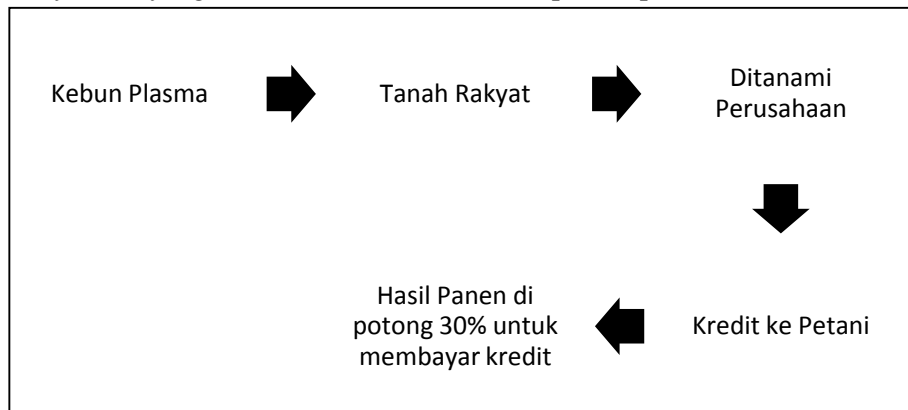 Kebun Plasma
Tanah Rakyat
Ditanami
Perusahaan
Kredit ke Petani
Hasil Panen di
potong 30% untuk
membayar kredit